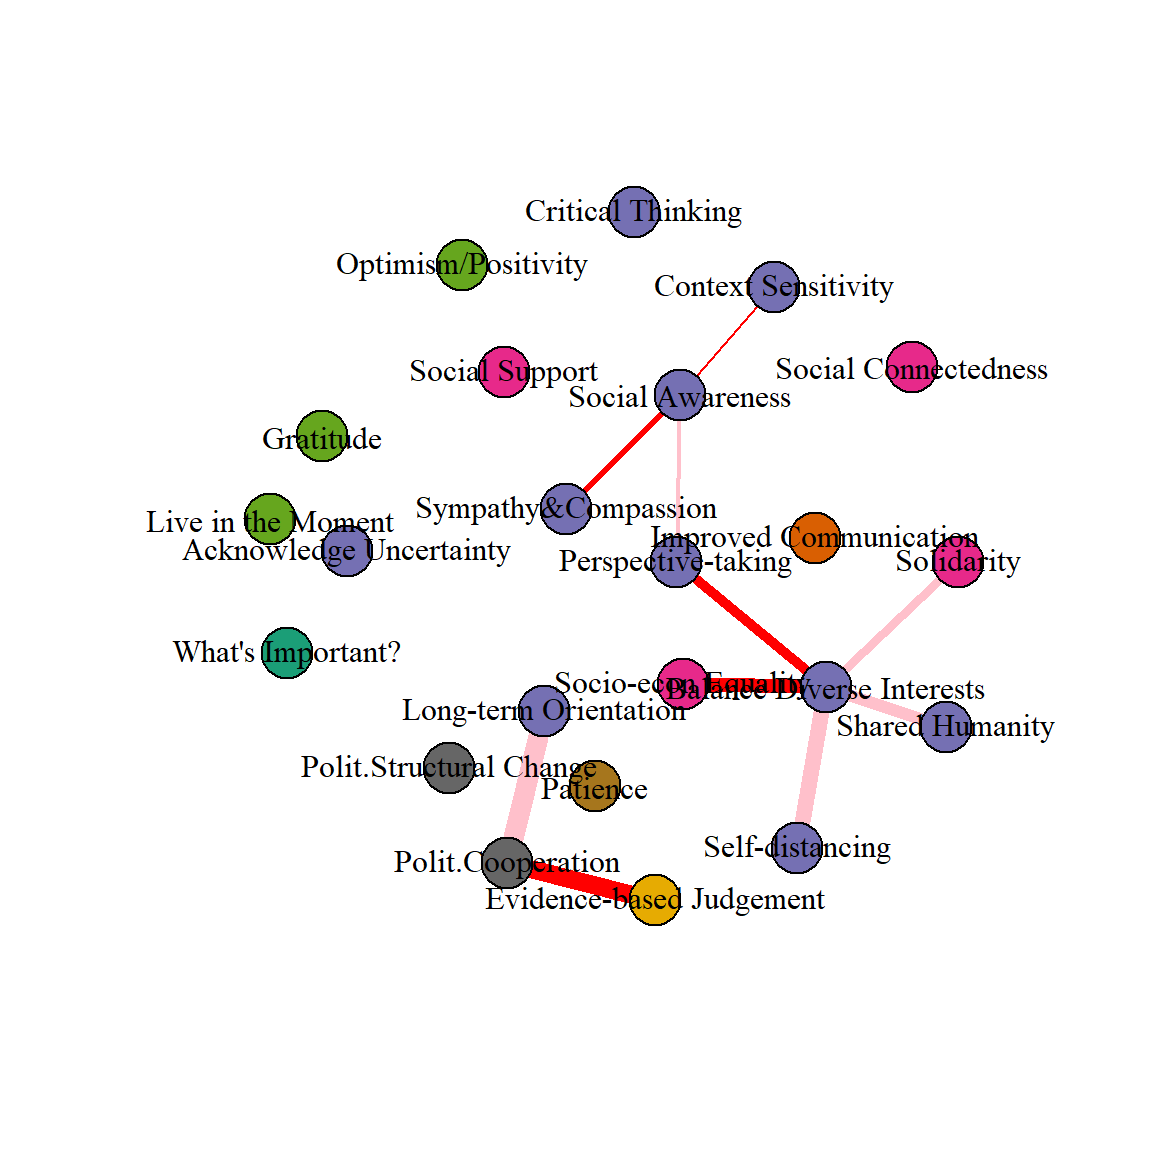 Critical Thinking
Optimism/Positivity
Context Sensitivity
Social Support
Social Connectedness
Social Awareness
Gratitude
Sympathy&Compassion
Live in the Moment
Improved Communication
Acknowledge Uncertainty
Perspective-taking
Solidarity
What's Important?
Socio-econ Equality
Balance Diverse Interests
Long-term Orientation
Shared Humanity
Polit.Structural Change
Patience
Self-distancing
Polit.Cooperation
Evidence-based Judgement